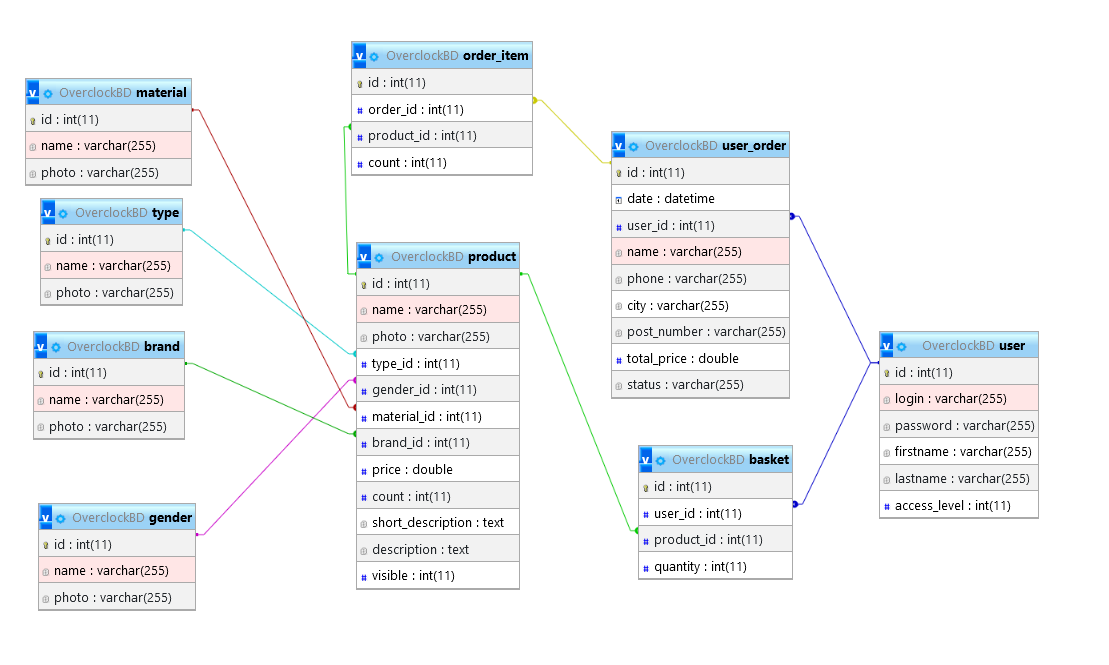 v OverclockBD material
id : int(11)
name : varchar(255)
photo : varchar(255)
v OverclockBD type
id : int(11)
name : varchar(255)
photo : varchar(255)
v OverclockBD brand
id : int(11)
name : varchar(255)
photo : varchar(255)
v OverclockBD gender
id : int(11)
name : varchar(255)
photo : varchar(255)
v OverclockBD order_item
id : int(11)
# order_id : int(11)
# product_id : int(11)
# count : int(11)
v OverclockBD product
id : int(11)
name : varchar(255)
photo : varchar(255)
# type_id : int(11)
# gender_id : int(11)
# material_id : int(11)
# brand_id : int(11)
# price : double
# count : int(11)
short_description : text
description : text
# visible : int(11)
v OverclockBD user_order
id : int(11)
date : datetime
# user_id : int(11)
name : varchar(255)
phone : varchar(255)
city : varchar(255)
post_number : varchar(255)
# total_price : double
status : varchar(255)
v OverclockBD basket
id : int(11)
# user_id : int(11)
# product_id : int(11)
# quantity : int(11)
v OverclockBD user
id : int(11)
login : varchar(255)
password : varchar(255)
firstname : varchar(255)
lastname : varchar(255)
# access_level : int(11)